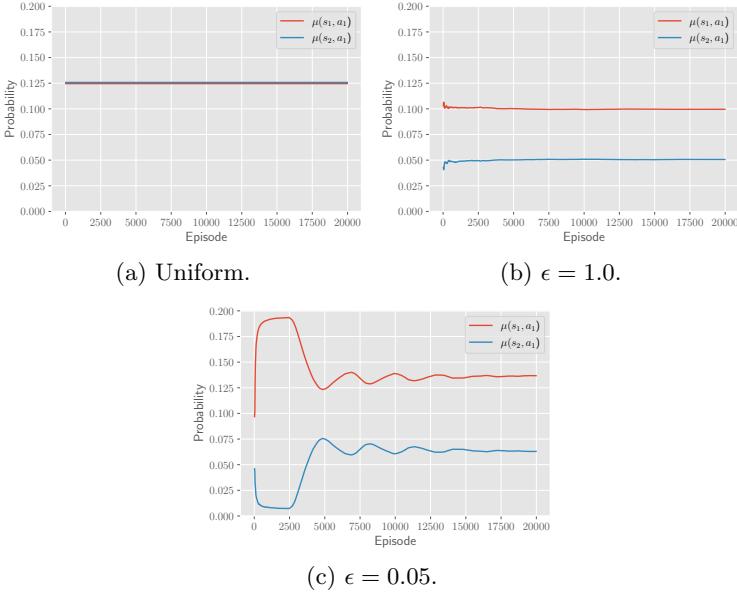 0.200
0.175
0.150
0.125
0.100
0.075
0.050
0.025
0.000
Probability
μ(s₁, a₁)
μ(s₂, a₁)
0 2500 5000 7500 10000 12500 15000 17500 20000
Episode
(a) Uniform.
0.200
0.175
0.150
0.125
0.100
0.075
0.050
0.025
0.000
Probability
μ(s₁, a₁)
μ(s₂, a₁)
0 2500 5000 7500 10000 12500 15000 17500 20000
Episode
(b) ϵ = 1.0.
0.200
0.175
0.150
0.125
0.100
0.075
0.050
0.025
0.000
Probability
μ(s₁, a₁)
μ(s₂, a₁)
0 2500 5000 7500 10000 12500 15000 17500 20000
Episode
(c) ϵ = 0.05.